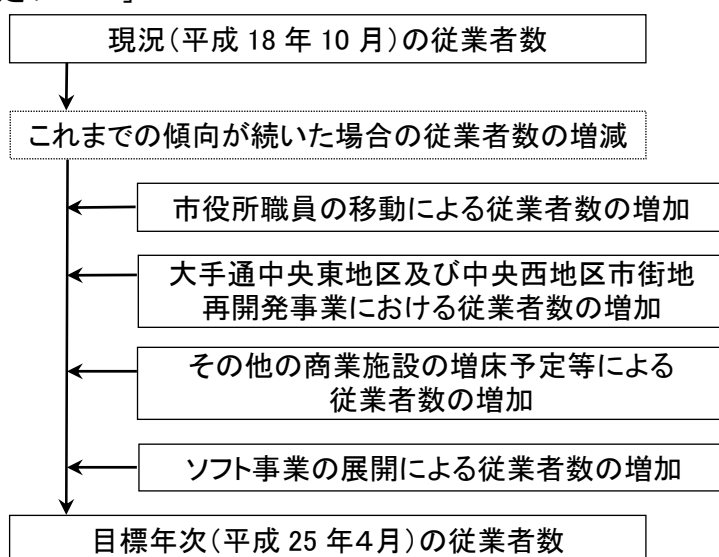 現況(平成 18 年 10 月)の従業者数
これまでの傾向が続いた場合の従業者数の増減
市役所職員の移動による従業者数の増加
大手通中央東地区及び中央西地区市街地
再開発事業における従業者数の増加
その他の商業施設の増床予定等による
従業者数の増加
ソフト事業の展開による従業者数の増加
目標年次(平成 25 年4月)の従業者数